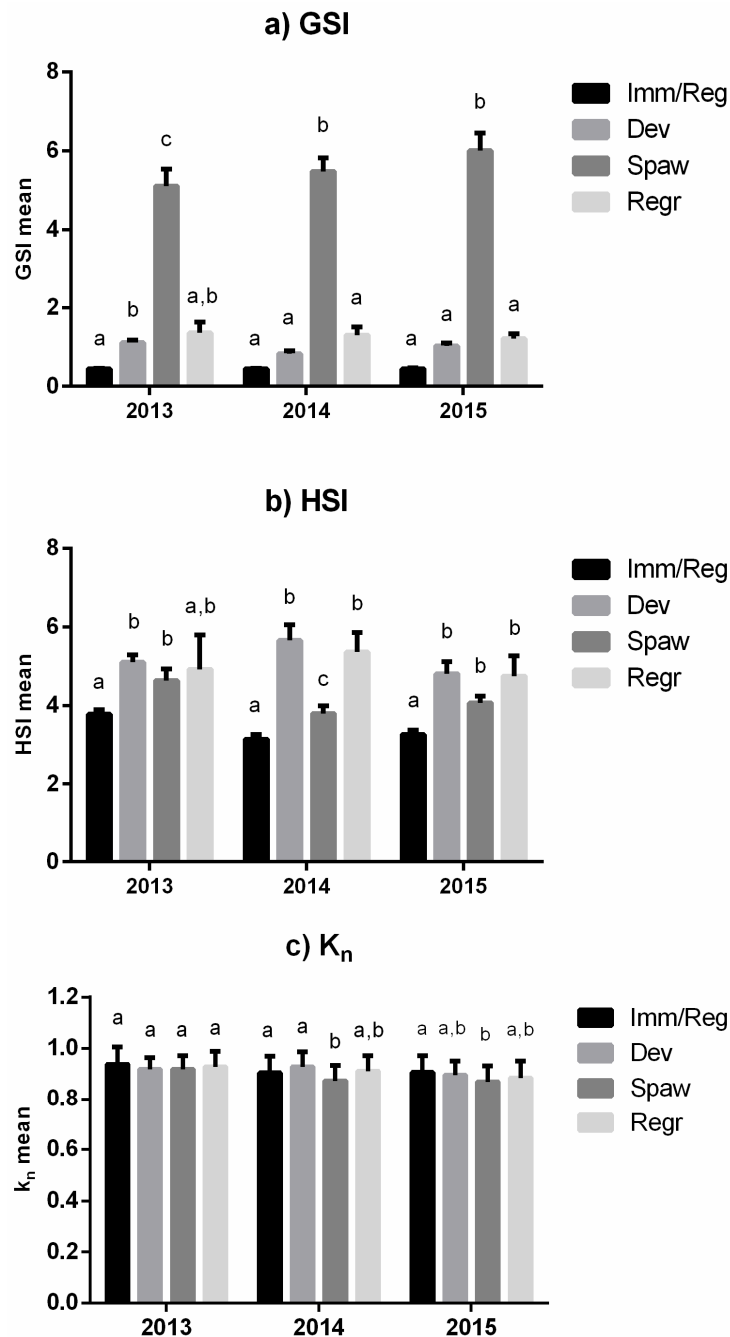 a) GSI
8
6
4
2
0
GSI mean
a
b
c
a,b
a
a
b
a
a
a
b
a
2013
2014
2015
Imm/Reg
Dev
Spaw
Regr
b) HSI
8
6
4
2
0
HSI mean
a
b
b
a,b
a
b
c
b
a
b
b
b
2013
2014
2015
Imm/Reg
Dev
Spaw
Regr
c) Kn
1.2
1.0
0.8
0.6
0.4
0.2
0.0
kn mean
a
a
a
a
a
a
b
a,b
a
a,b
b
a,b
2013
2014
2015
Imm/Reg
Dev
Spaw
Regr